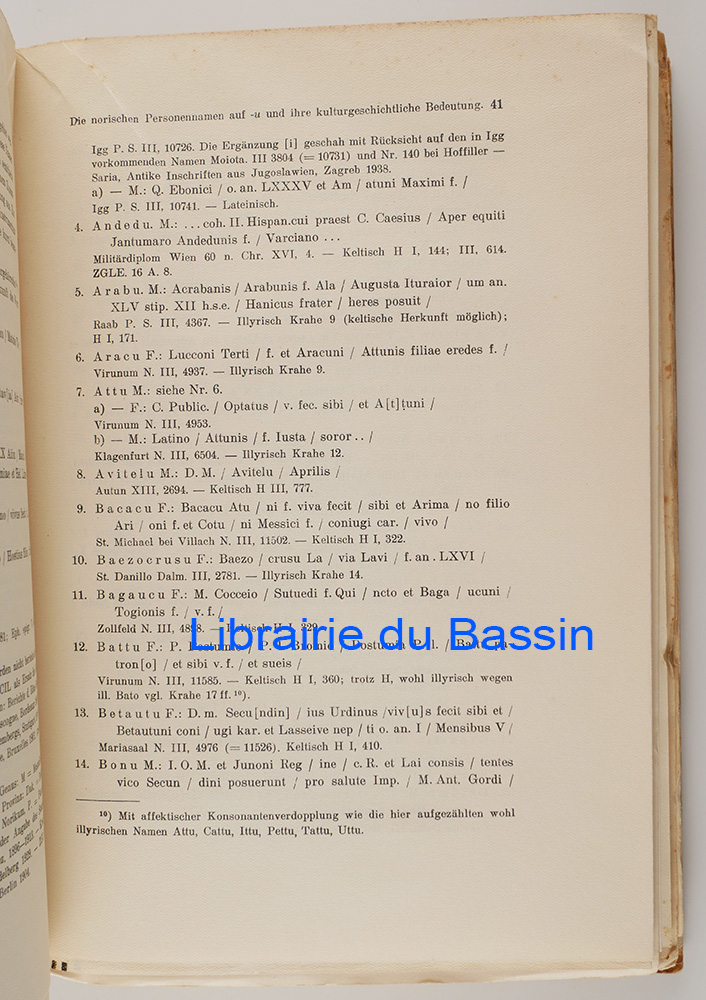 Die norischen Personennamen auf -u und ihre kulturgeschichtliche Bedeutung. 41
Igg P. S. III, 10726. Die Ergänzung [i] geschah mit Rücksicht auf den in Igg
vorkommenden Namen Moiota. III 3804 (= 10731) und Nr. 140 bei Hoffiller —
Saria, Antike Inschriften aus Jugoslawien, Zagreb 1938.
a) — M.: Q. Ebonici / o. an. LXXXV et Am / atuni Maximi f. /
Igg P. S. III, 10741. — Lateinisch.
4. Andedu. M.: ... coh. II. Hispan.cui praest C. Caesius / Aper equiti
Jantumaro Andedunis f. / Varciano ...
Militärdiplom Wien 60 n. Chr. XVI, 4. — Keltisch H I, 144; III, 614.
ZGLE. 16 A. 8.
5. Arabu. M.: Acrabanis / Arabunis f. Ala / Augusta Ituraior / um an.
XLV stip. XII h.s.e. / Hanicus frater / heres posuit /
Raab P. S. III, 4367. — Illyrisch Krahe 9 (keltische Herkunft möglich);
H I, 171.
6. Aracu F.: Lucconi Terti / f. et Aracuni / Attunis filiae eredes f. /
Virunum N. III, 4937. — Illyrisch Krahe 9.
7. Attu M.: siehe Nr. 6.
a) — F.: C. Public. / Optatus / v. fec. sibi / et A[t]ṭuni /
Virunum N. III, 4953.
b) — M.: Latino / Attunis / f. Iusta / soror .. /
Klagenfurt N. III, 6504. — Illyrisch Krahe 12.
8. Avitelu M.: D. M. / Avitelu / Aprilis /
Autun XIII, 2694. — Keltisch H III, 777.
9. Bacacu F.: Bacacu Atu / ni f. viva fecit / sibi et Arima / no filio
Ari / oni f. et Cotu / ni Messici f. / coniugi car. / vivo /
St. Michael bei Villach N. III, 11502. — Keltisch H I, 322.
10. Baezocrusu F.: Baezo / crusu La / via Lavi / f. an. LXVI /
St. Danillo Dalm. III, 2781. — Illyrisch Krahe 14.
11. Bagaucu F.: M. Cocceio / Sutuedi f. Qui / ncto et Baga / ucuni /
Togionis f. / v. f. /
Zollfeld N. III, 48 8. — Keltisch H I, 329.
Librairie du Bassin
12. Battu F.: P. Postumi / P. l. Bromio / Postumia P. l. / Battu pa-
tron[o] / et sibi v. f. / et sueis /
Virunum N. III, 11585. — Keltisch H I, 360; trotz H, wohl illyrisch wegen
ill. Bato vgl. Krahe 17 ff. ¹⁰).
13. Betautu F.: D. m. Secu[ndin] / ius Urdinus /viv[u]s fecit sibi et /
Betautuni coni / ugi kar. et Lasseive nep / ti o. an. I / Mensibus V /
Mariasaal N. III, 4976 (= 11526). Keltisch H I, 410.
14. Bonu M.: I. O. M. et Junoni Reg / ine / c. R. et Lai consis / tentes
vico Secun / dini posuerunt / pro salute Imp. / M. Ant. Gordi /
¹⁰) Mit affektischer Konsonantenverdopplung wie die hier aufgezählten wohl
illyrischen Namen Attu, Cattu, Ittu, Pettu, Tattu, Uttu.